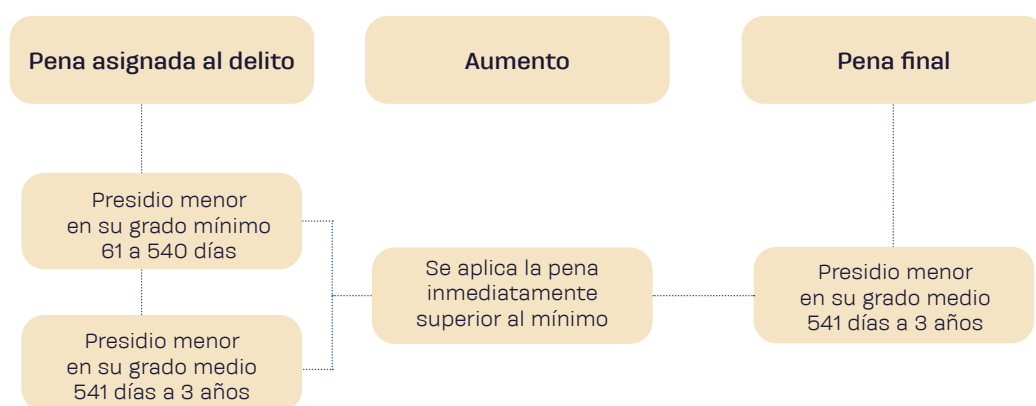 Pena asignada al delito
Aumento
Pena final
Presidio menor
en su grado mínimo
61 a 540 días
Presidio menor
en su grado medio
541 días a 3 años
Se aplica la pena
inmediatamente
superior al mínimo
Presidio menor
en su grado medio
541 días a 3 años